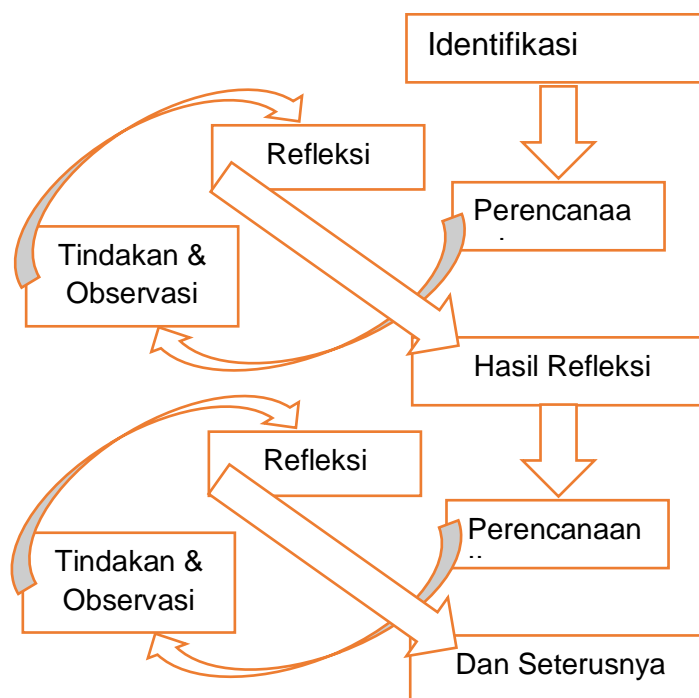 Identifikasi
Refleksi
Perencanaa
Tindakan &
Observasi
Hasil Refleksi
Refleksi
Perencanaan
Tindakan &
Observasi
Dan Seterusnya